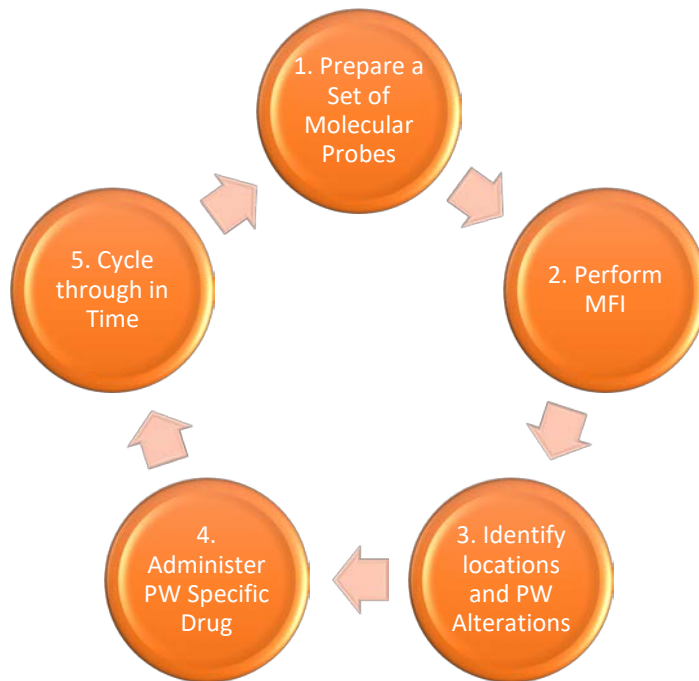 1. Prepare a
Set of
Molecular
Probes
2. Perform
MFI
3. Identify
locations
and PW
Alterations
4.
Administer
PW Specific
Drug
5. Cycle
through in
Time